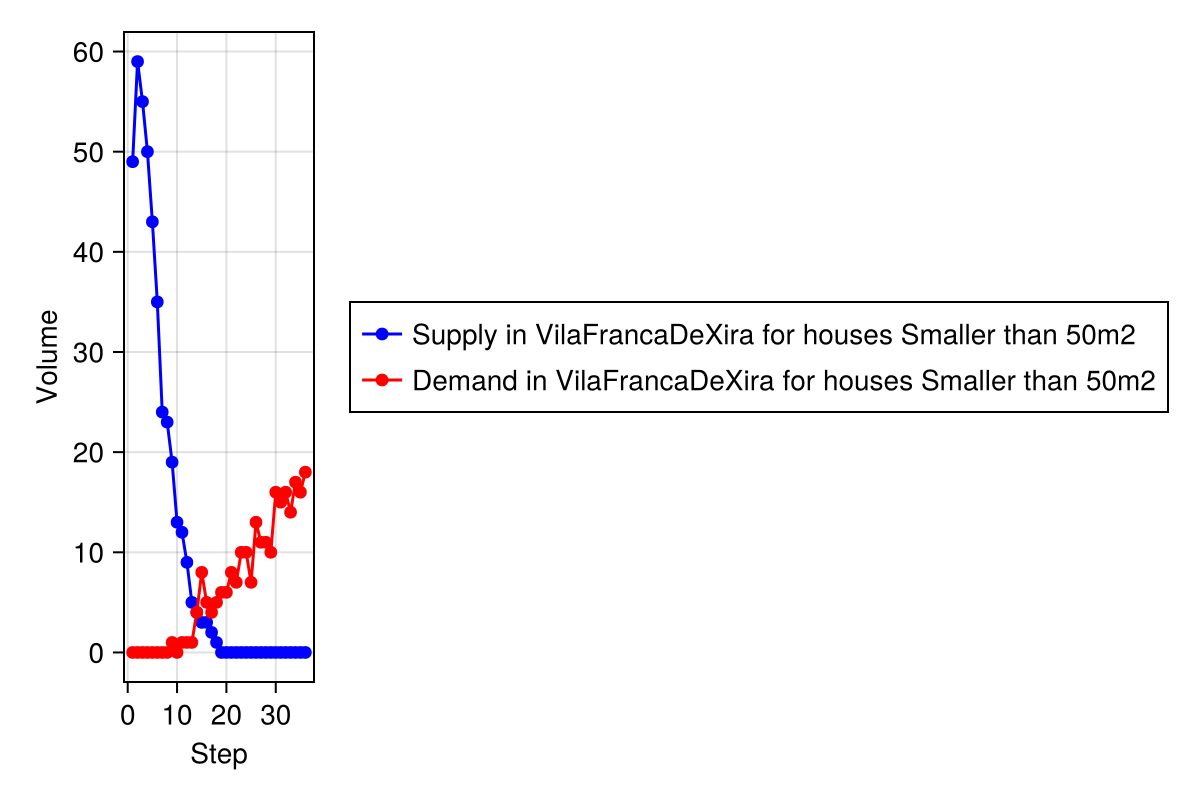 60
50
40
30
20
10
0
Volume
0 10 20 30
Step
Supply in VilaFrancaDeXira for houses Smaller than 50m2
Demand in VilaFrancaDeXira for houses Smaller than 50m2